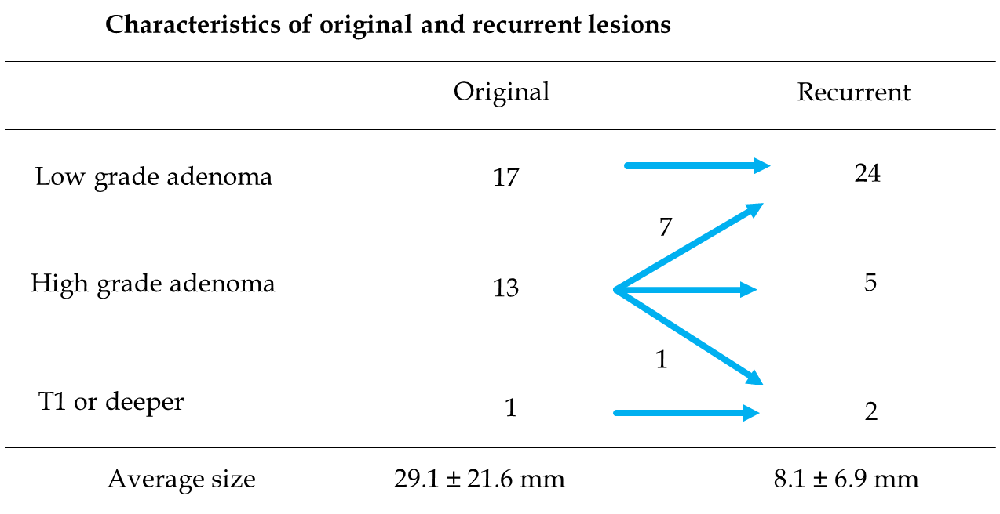 Characteristics of original and recurrent lesions
Original Recurrent
Low grade adenoma 17 24
7
High grade adenoma 13 5
1
T1 or deeper 1 2
Average size 29.1 ± 21.6 mm 8.1 ± 6.9 mm